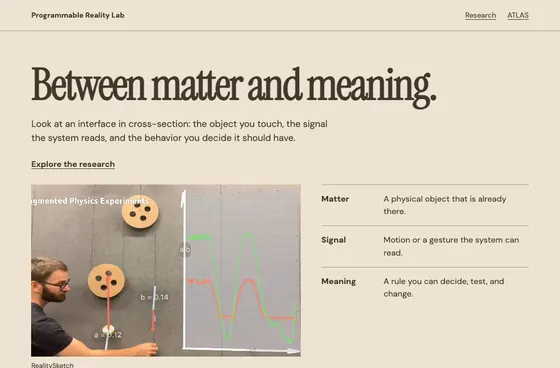 Programmable Reality Lab
Research
ATLAS
Between matter and meaning.
Look at an interface in cross-section: the object you touch, the signal
the system reads, and the behavior you decide it should have.
Explore the research
gmented Physics Experiments
b = 0.14
a = 0.12
Matter
A physical object that is already
there.
Signal
Motion or a gesture the system can
read.
Meaning
A rule you can decide, test, and
change.
RealitySketch